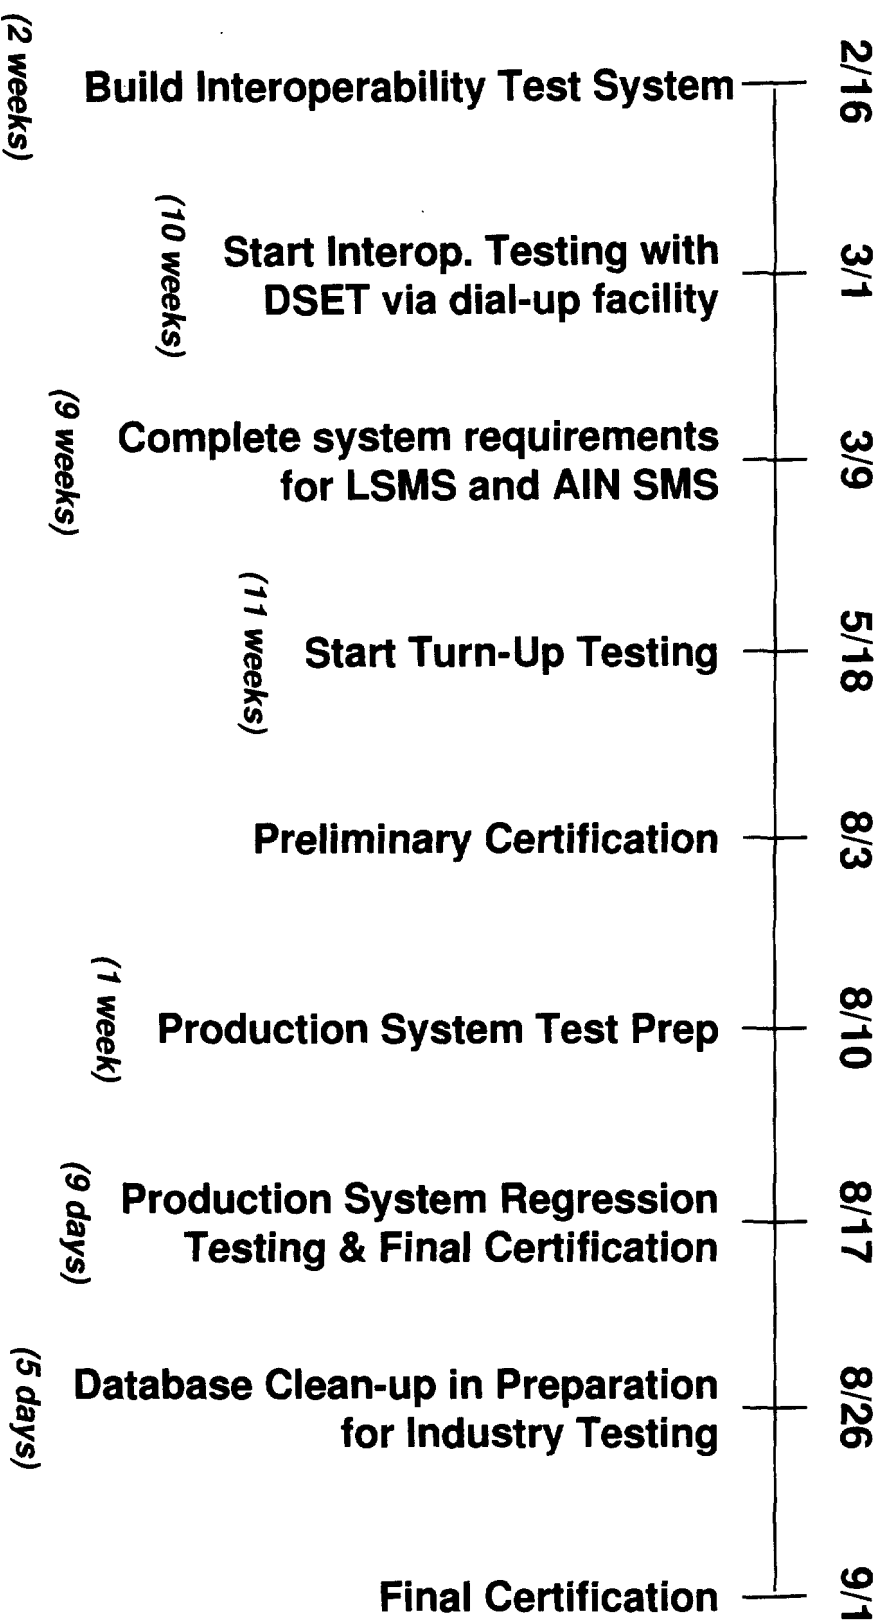 2/16
Build Interoperability Test System
(2 weeks)
3/1
Start Interop. Testing with
DSET via dial-up facility
(10 weeks)
3/9
Complete system requirements
for LSMS and AIN SMS
(9 weeks)
5/18
Start Turn-Up Testing
(11 weeks)
8/3
Preliminary Certification
8/10
Production System Test Prep
(1 week)
8/17
Production System Regression
Testing & Final Certification
(9 days)
8/26
Database Clean-up in Preparation
for Industry Testing
(5 days)
9/1
Final Certification